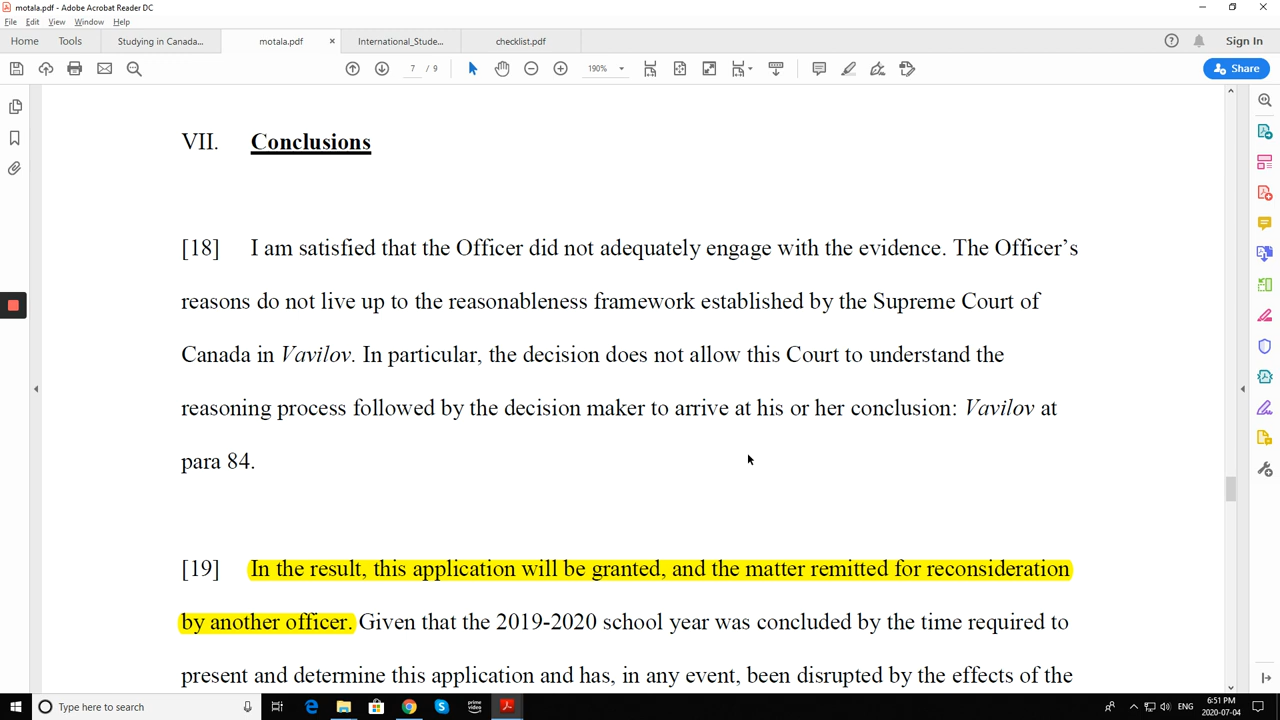 motala.pdf - Adobe Acrobat Reader DC
File Edit View Window Help
Home Tools Studying in Canada... motala.pdf × International_Stude... checklist.pdf Sign In
7 / 9 190% Share
VII. Conclusions
[18] I am satisfied that the Officer did not adequately engage with the evidence. The Officer’s
reasons do not live up to the reasonableness framework established by the Supreme Court of
Canada in Vavilov. In particular, the decision does not allow this Court to understand the
reasoning process followed by the decision maker to arrive at his or her conclusion: Vavilov at
para 84.
[19] In the result, this application will be granted, and the matter remitted for reconsideration
by another officer. Given that the 2019-2020 school year was concluded by the time required to
present and determine this application and has, in any event, been disrupted by the effects of the
Type here to search
prime video
ENG
6:51 PM
2020-07-04